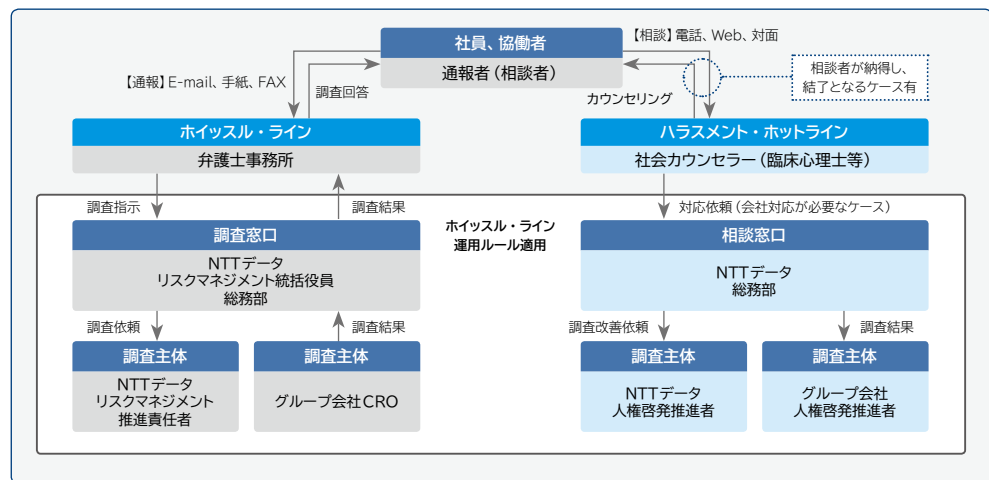 社員、協働者
通報者（相談者）
【通報】E-mail、手紙、FAX
調査回答
【相談】電話、Web、対面
カウンセリング
相談者が納得し、
結了となるケース有
ホイッスル・ライン
弁護士事務所
ハラスメント・ホットライン
社会カウンセラー（臨床心理士等）
調査指示
調査結果
ホイッスル・ライン
運用ルール適用
対応依頼（会社対応が必要なケース）
調査窓口
NTTデータ
リスクマネジメント統括役員
総務部
相談窓口
NTTデータ
総務部
調査依頼
調査結果
調査改善依頼
調査結果
調査主体
NTTデータ
リスクマネジメント
推進責任者
調査主体
グループ会社CRO
調査主体
NTTデータ
人権啓発推進者
調査主体
グループ会社
人権啓発推進者